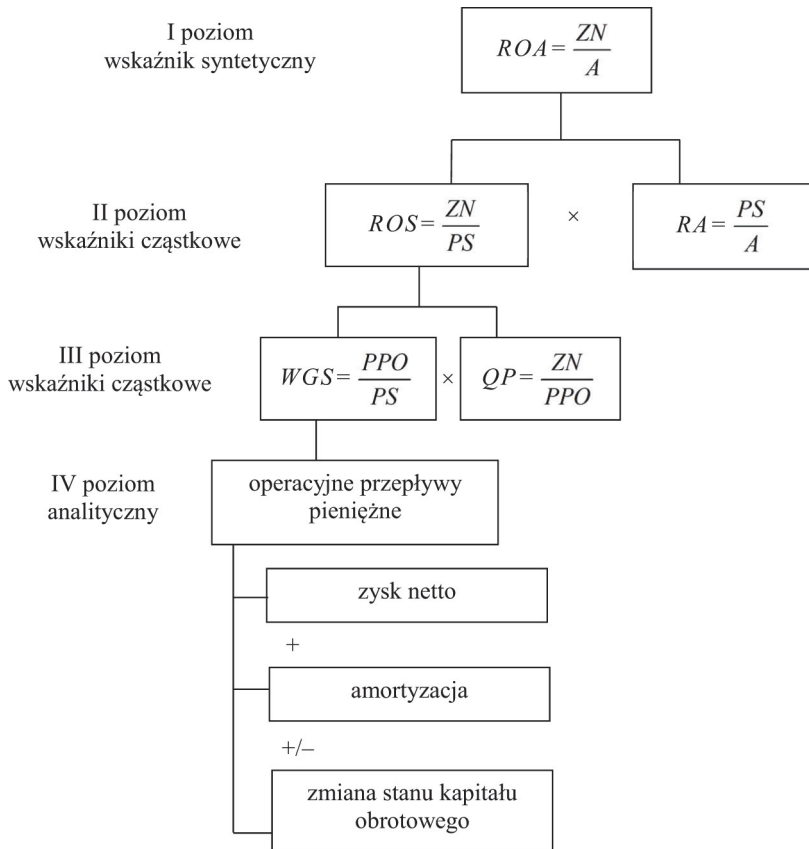 I poziom
wskaźnik syntetyczny
ROA = ZN / A
II poziom
wskaźniki cząstkowe
ROS = ZN / PS
×
RA = PS / A
III poziom
wskaźniki cząstkowe
WGS = PPO / PS
×
QP = ZN / PPO
IV poziom
analityczny
operacyjne przepływy
pieniężne
zysk netto
+
amortyzacja
+/–
zmiana stanu kapitału
obrotowego